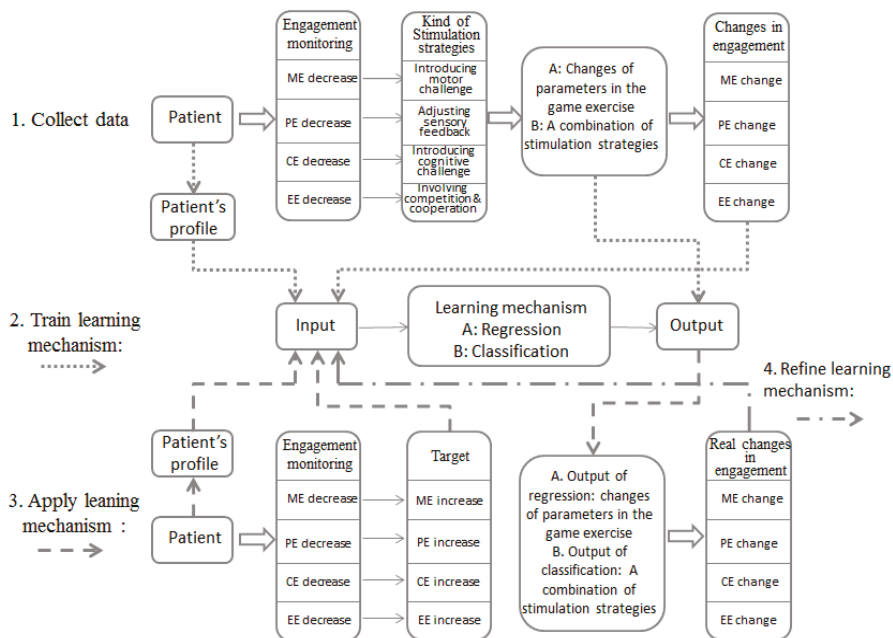 1. Collect data
Patient
Patient's
profile
Engagement
monitoring
ME decrease
PE decrease
CE decrease
EE decrease
Kind of
Stimulation
strategies
Introducing
motor
challenge
Adjusting
sensory
feedback
Introducing
cognitive
challenge
Involving
competition &
cooperation
A: Changes of
parameters in the
game exercise
B: A combination of
stimulation strategies
Changes in
engagement
ME change
PE change
CE change
EE change
2. Train learning
mechanism:
Input
Learning mechanism
A: Regression
B: Classification
Output
4. Refine learning
mechanism:
3. Apply leaning
mechanism :
Patient's
profile
Patient
Engagement
monitoring
ME decrease
PE decrease
CE decrease
EE decrease
Target
ME increase
PE increase
CE increase
EE increase
A. Output of
regression: changes
of parameters in the
game exercise
B. Output of
classification: A
combination of
stimulation strategies
Real changes
in
engagement
ME change
PE change
CE change
EE change